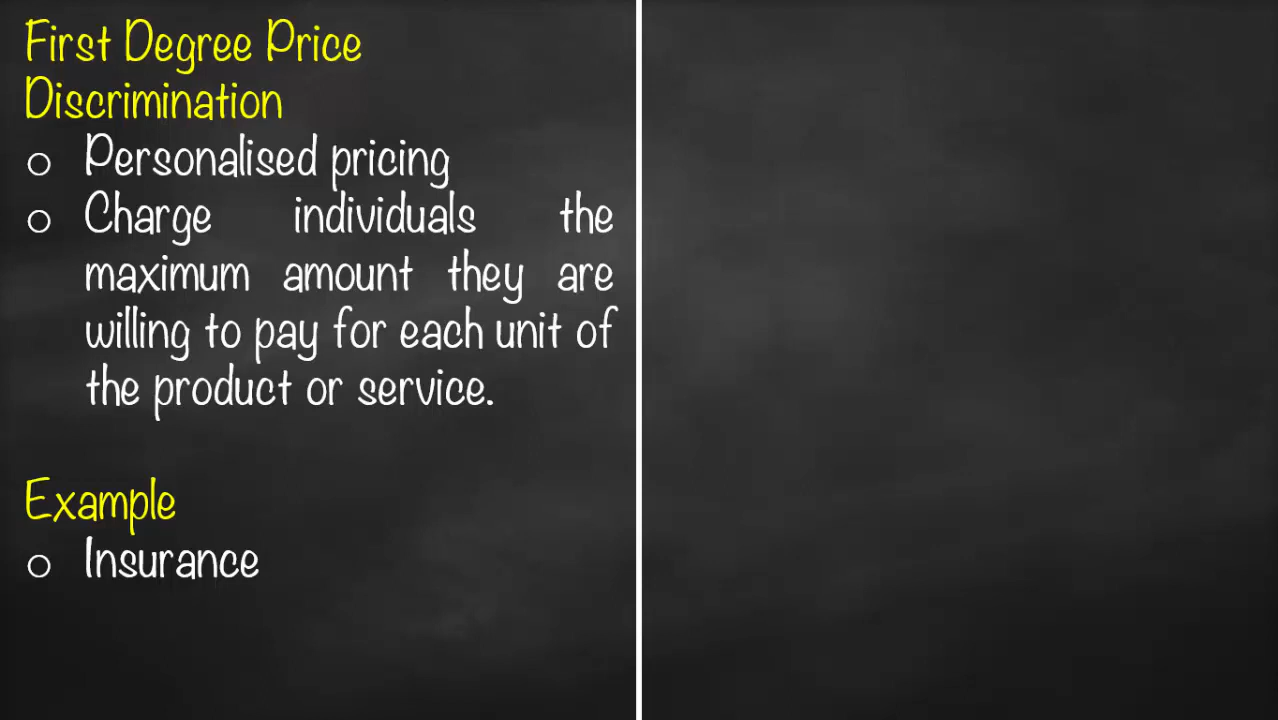 First Degree Price
Discrimination
o Personalised pricing
o Charge individuals the
maximum amount they are
willing to pay for each unit of
the product or service.
Example
o Insurance